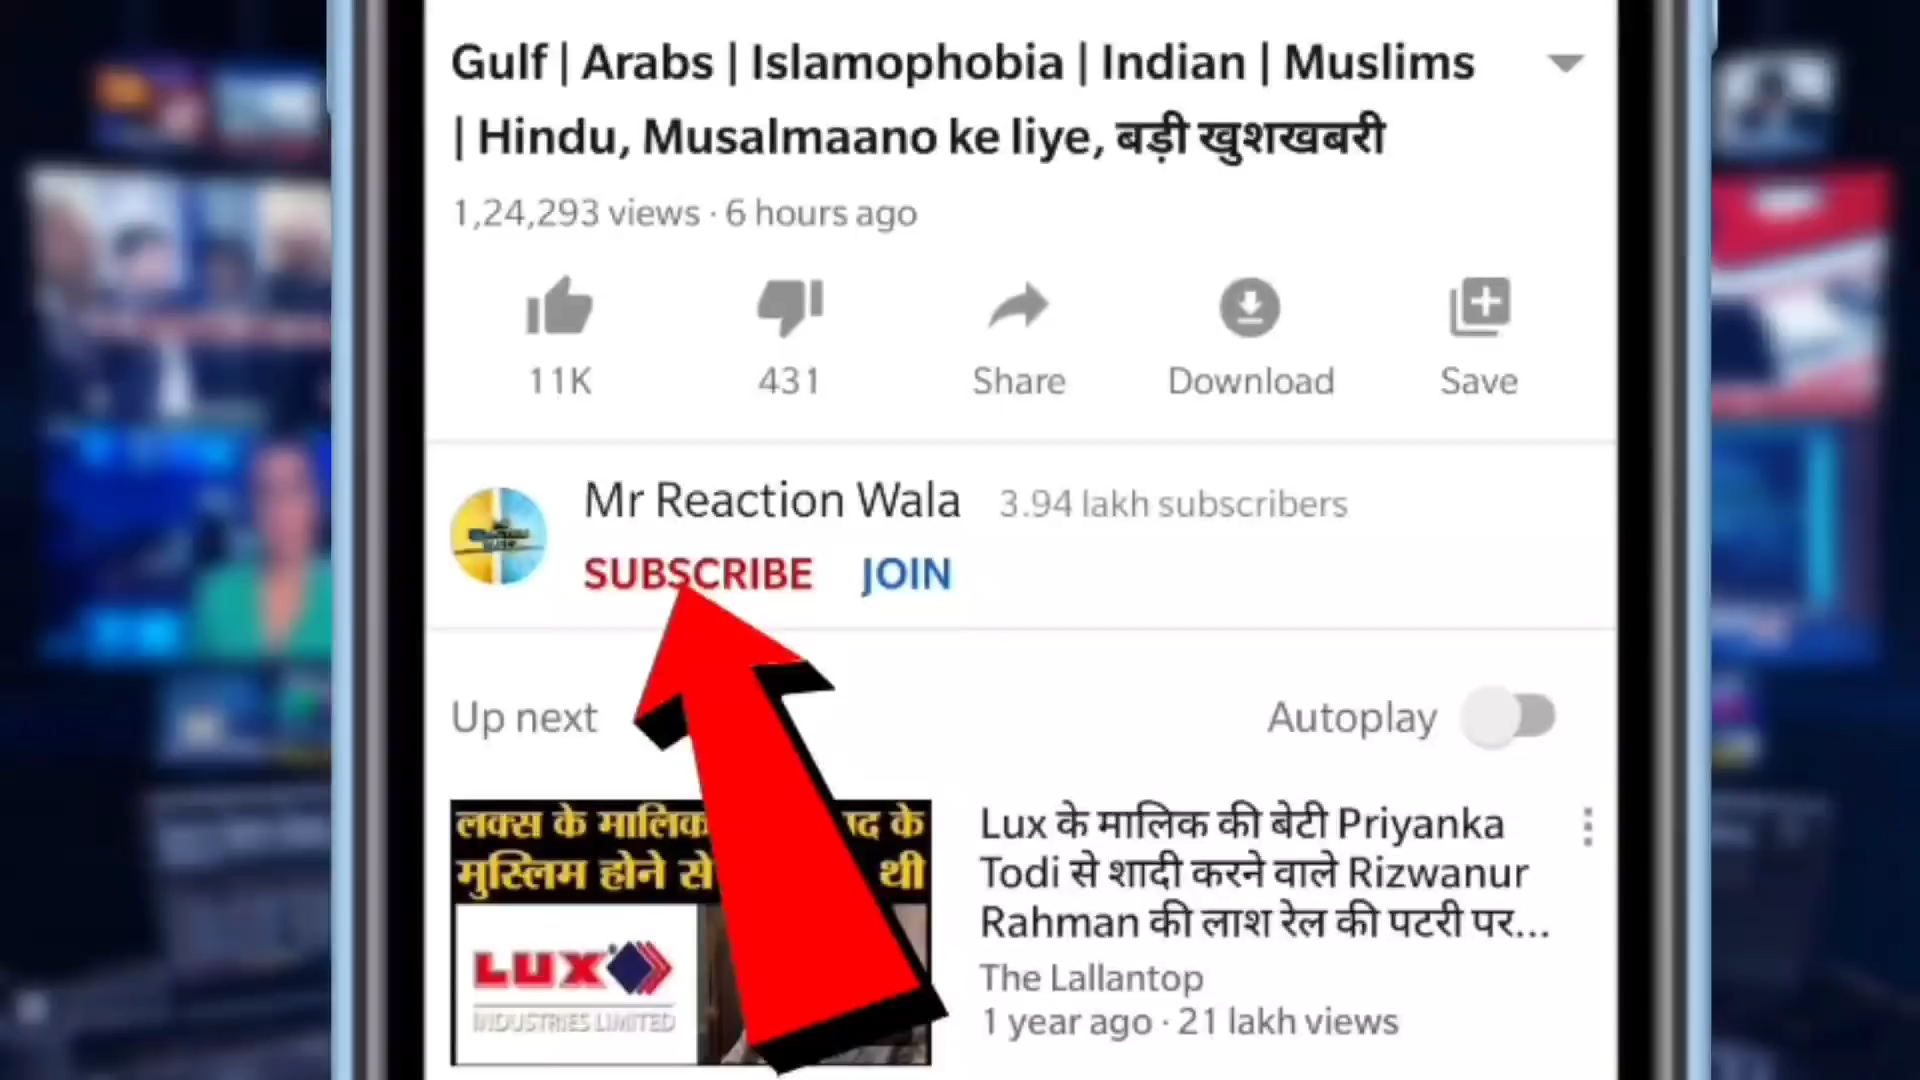 Gulf | Arabs | Islamophobia | Indian | Muslims
| Hindu, Musalmaano ke liye, बड़ी खुशखबरी
1,24,293 views · 6 hours ago
11K
431
Share
Download
Save
Mr Reaction Wala
3.94 lakh subscribers
SUBSCRIBE
JOIN
Up next
Autoplay
लक्स के मालिक
के
मुस्लिम होने से
थी
LUX
INDUSTRIES LIMITED
Lux के मालिक की बेटी Priyanka
Todi से शादी करने वाले Rizwanur
Rahman की लाश रेल की पटरी पर...
The Lallantop
1 year ago · 21 lakh views